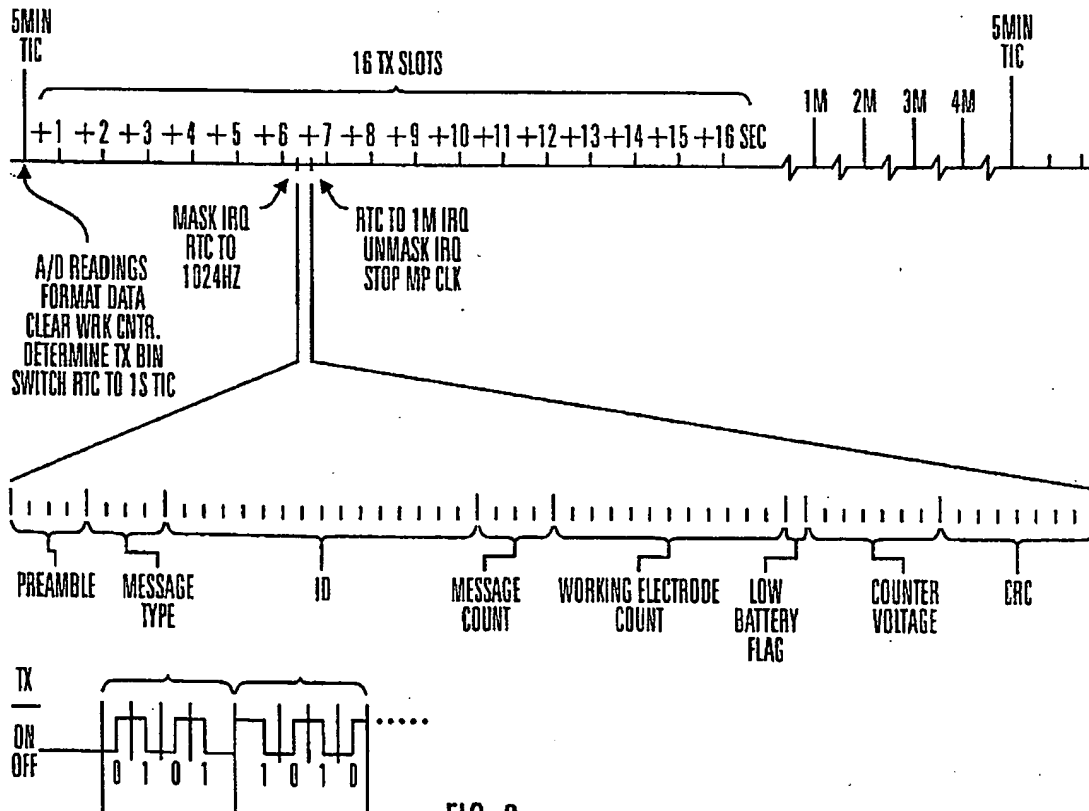 5MIN
TIC
16 TX SLOTS
5MIN
TIC
+1 +2 +3 +4 +5 +6 +7 +8 +9 +10 +11 +12 +13 +14 +15 +16 SEC
1M 2M 3M 4M
MASK IRQ
RTC TO
1024HZ
RTC TO 1M IRQ
UNMASK IRQ
STOP MP CLK
A/D READINGS
FORMAT DATA
CLEAR WRK CNTR.
DETERMINE TX BIN
SWITCH RTC TO 1S TIC
PREAMBLE
MESSAGE
TYPE
ID
MESSAGE
COUNT
WORKING ELECTRODE
COUNT
LOW
BATTERY
FLAG
COUNTER
VOLTAGE
CRC
TX
ON
OFF
0 1 0 1 1 0 1 0